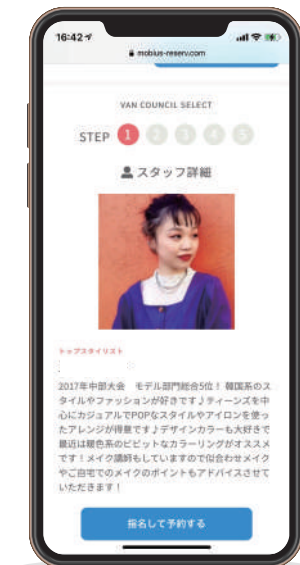 16:42
mobius-reserv.com
VAN COUNCIL SELECT
STEP 1 2 3 4 5
スタッフ詳細
トップスタイリスト
2017年中部大会　モデル部門総合5位！ 韓国系のス
タイルやファッションが好きです♪ティーンズを中
心にカジュアルでPOPなスタイルやアイロンを使っ
たアレンジが得意です♪デザインカラーも大好きで
最近は暖色系のビビットなカラーリングがオススメ
です！メイク講師もしていますので似合わせメイク
やご自宅でのメイクのポイントもアドバイスさせて
いただきます！
指名して予約する